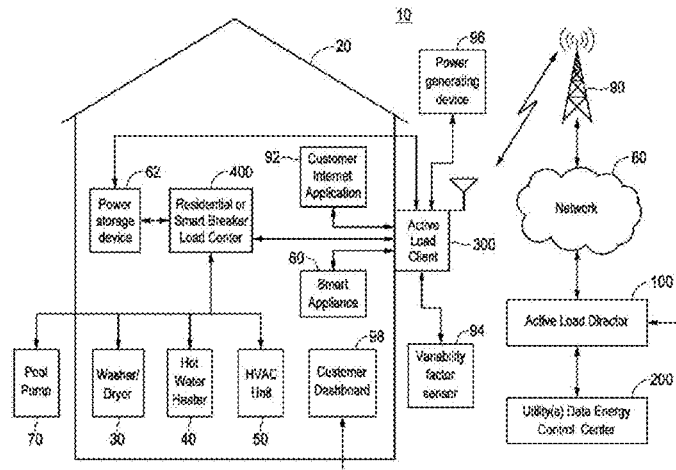 10
20
96
Power
generating
device
90
92
Customer
Internet
Application
62
Power
storage
device
400
Residential or
Smart Breaker
Load Center
Active
Load
Client
300
80
Network
60
Smart
Appliance
100
Active Load Director
98
Customer
Dashboard
94
Variability
factor
sensor
200
Utility(s) Data Energy
Control Center
Pool
Pump
70
Washer/
Dryer
30
Hot
Water
Heater
40
HVAC
Unit
50